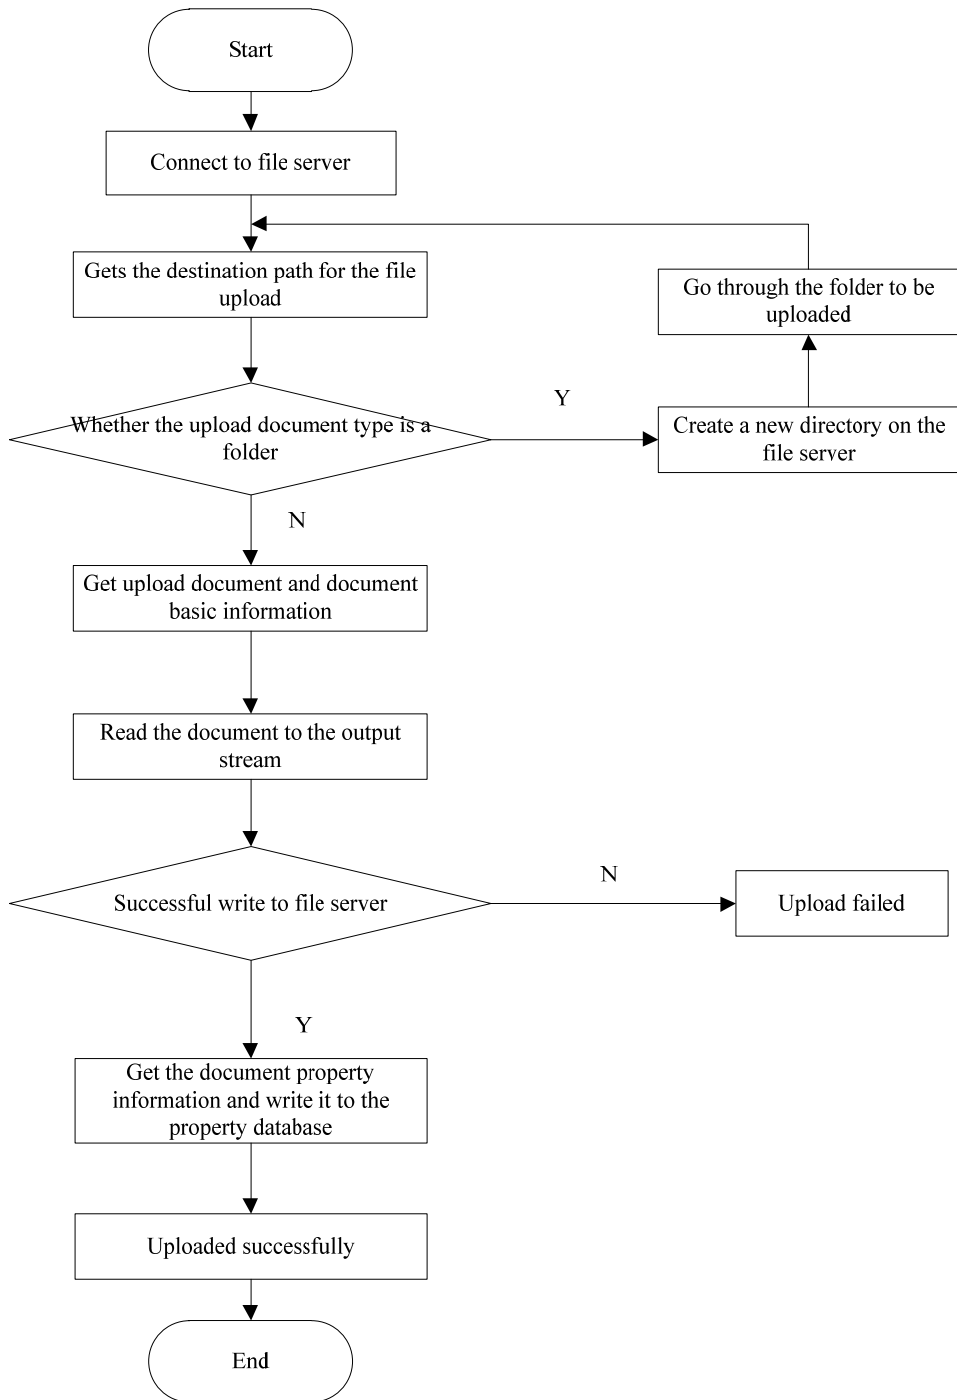 Start
Connect to file server
Gets the destination path for the file
upload
Go through the folder to be
uploaded
Whether the upload document type is a
folder
Y
Create a new directory on the
file server
N
Get upload document and document
basic information
Read the document to the output
stream
Successful write to file server
N
Upload failed
Y
Get the document property
information and write it to the
property database
Uploaded successfully
End